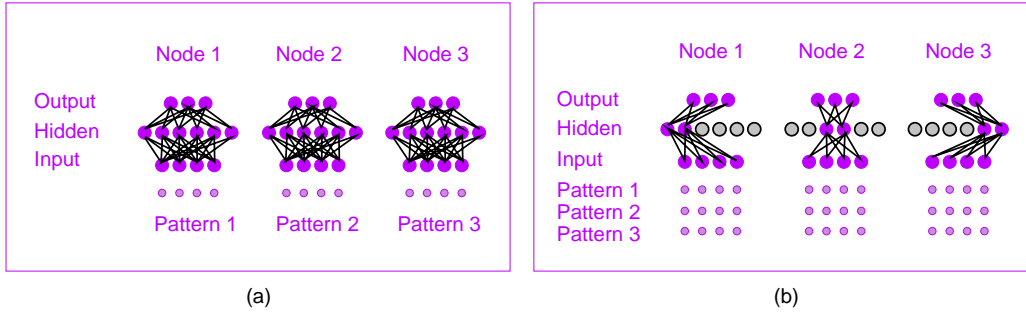 Node 1 Node 2 Node 3
Output
Hidden
Input
Pattern 1 Pattern 2 Pattern 3
(a)
Node 1 Node 2 Node 3
Output
Hidden
Input
Pattern 1
Pattern 2
Pattern 3
(b)